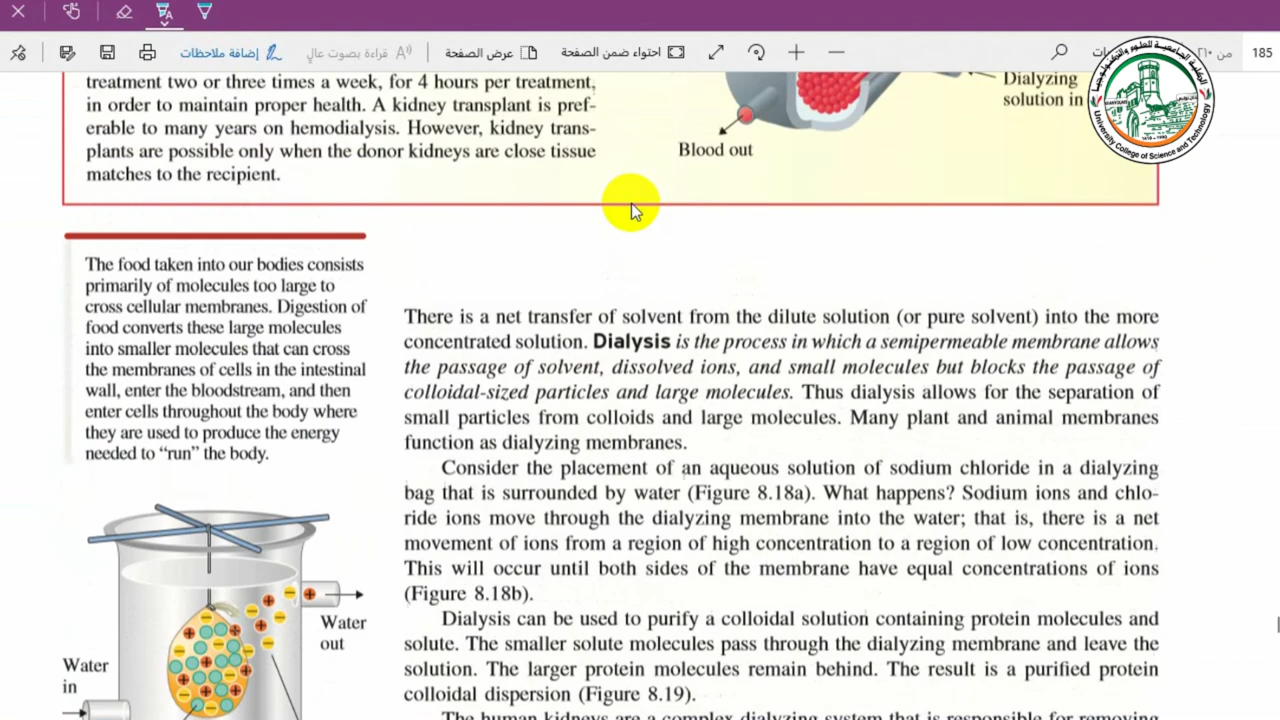 إضافة ملاحظات
قراءة بصوت عالٍ
عرض الصفحة
احتواء ضمن الصفحة
من
185
treatment two or three times a week, for 4 hours per treatment,
in order to maintain proper health. A kidney transplant is pref-
erable to many years on hemodialysis. However, kidney trans-
plants are possible only when the donor kidneys are close tissue
matches to the recipient.
Blood out
Dialyzing
solution in
University College of Science and Technology
The food taken into our bodies consists
primarily of molecules too large to
cross cellular membranes. Digestion of
food converts these large molecules
into smaller molecules that can cross
the membranes of cells in the intestinal
wall, enter the bloodstream, and then
enter cells throughout the body where
they are used to produce the energy
needed to “run” the body.
There is a net transfer of solvent from the dilute solution (or pure solvent) into the more
concentrated solution. Dialysis is the process in which a semipermeable membrane allows
the passage of solvent, dissolved ions, and small molecules but blocks the passage of
colloidal-sized particles and large molecules. Thus dialysis allows for the separation of
small particles from colloids and large molecules. Many plant and animal membranes
function as dialyzing membranes.
Consider the placement of an aqueous solution of sodium chloride in a dialyzing
bag that is surrounded by water (Figure 8.18a). What happens? Sodium ions and chlo-
ride ions move through the dialyzing membrane into the water; that is, there is a net
movement of ions from a region of high concentration to a region of low concentration.
This will occur until both sides of the membrane have equal concentrations of ions
(Figure 8.18b).
Dialysis can be used to purify a colloidal solution containing protein molecules and
solute. The smaller solute molecules pass through the dialyzing membrane and leave the
solution. The larger protein molecules remain behind. The result is a purified protein
colloidal dispersion (Figure 8.19).
The human kidneys are a complex dialyzing system that is responsible for removing
Water
out
Water
in